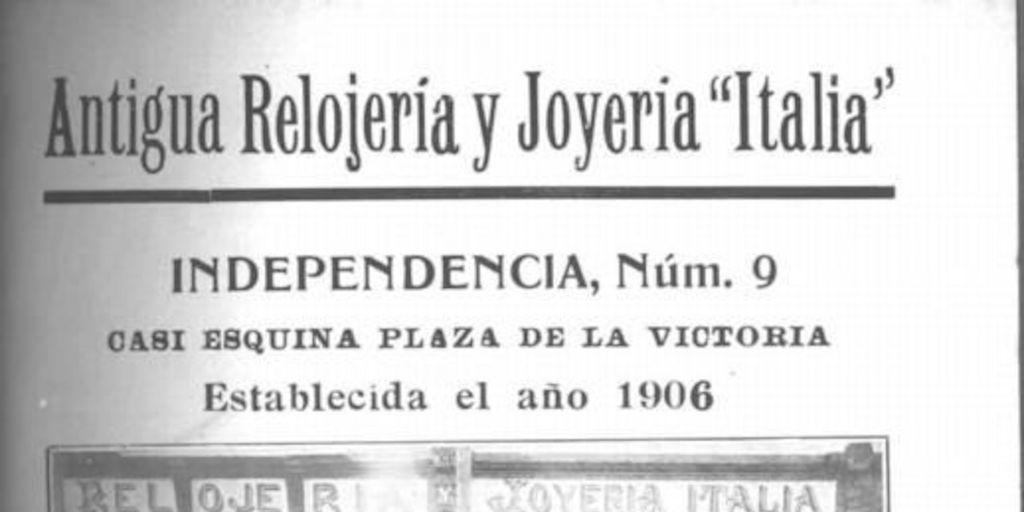 Antigua Relojería y Joyeria "Italia"
INDEPENDENCIA, Núm. 9
CASI ESQUINA PLAZA DE LA VICTORIA
Establecida el año 1906
RELOJERIA JOYERIA ITALIA